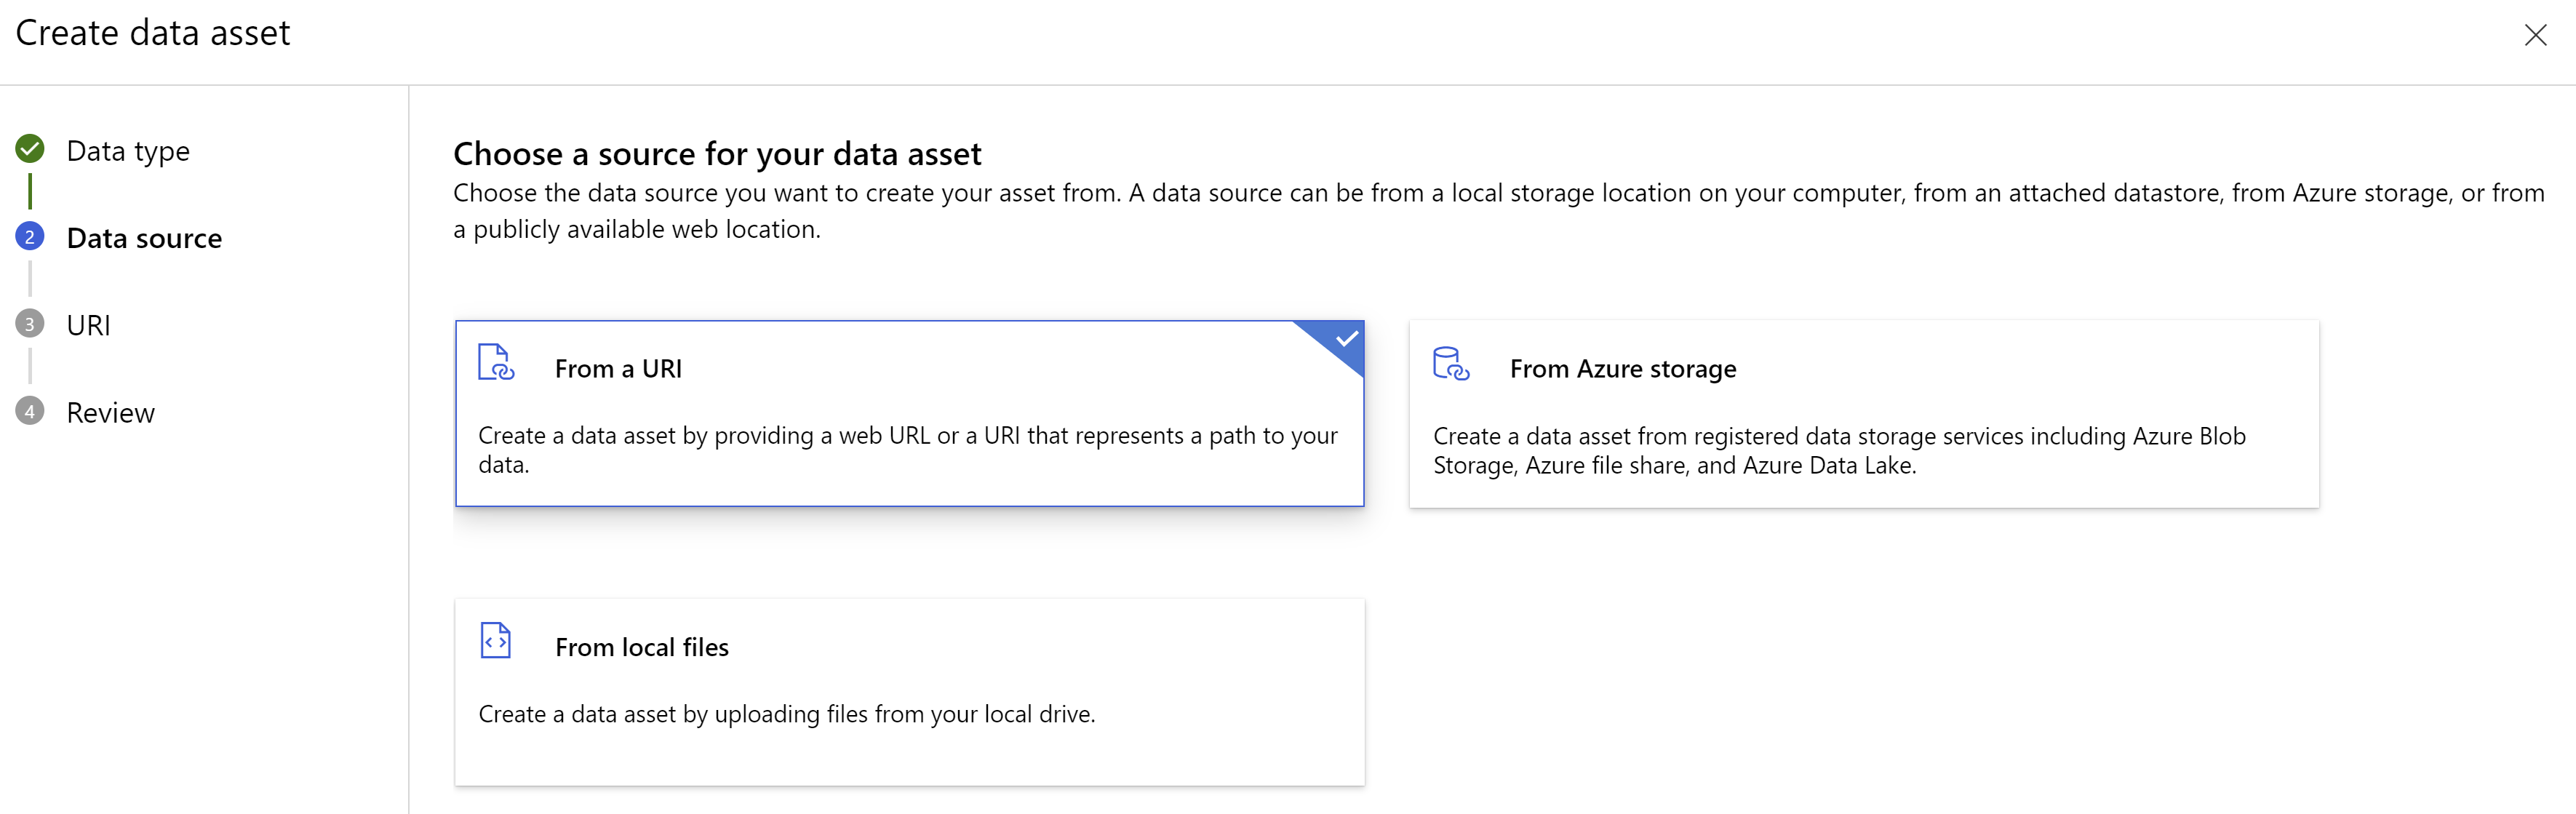 Create data asset
Data type
2 Data source
3 URI
4 Review
Choose a source for your data asset
Choose the data source you want to create your asset from. A data source can be from a local storage location on your computer, from an attached datastore, from Azure storage, or from
a publicly available web location.
From a URI
Create a data asset by providing a web URL or a URI that represents a path to your
data.
From Azure storage
Create a data asset from registered data storage services including Azure Blob
Storage, Azure file share, and Azure Data Lake.
From local files
Create a data asset by uploading files from your local drive.